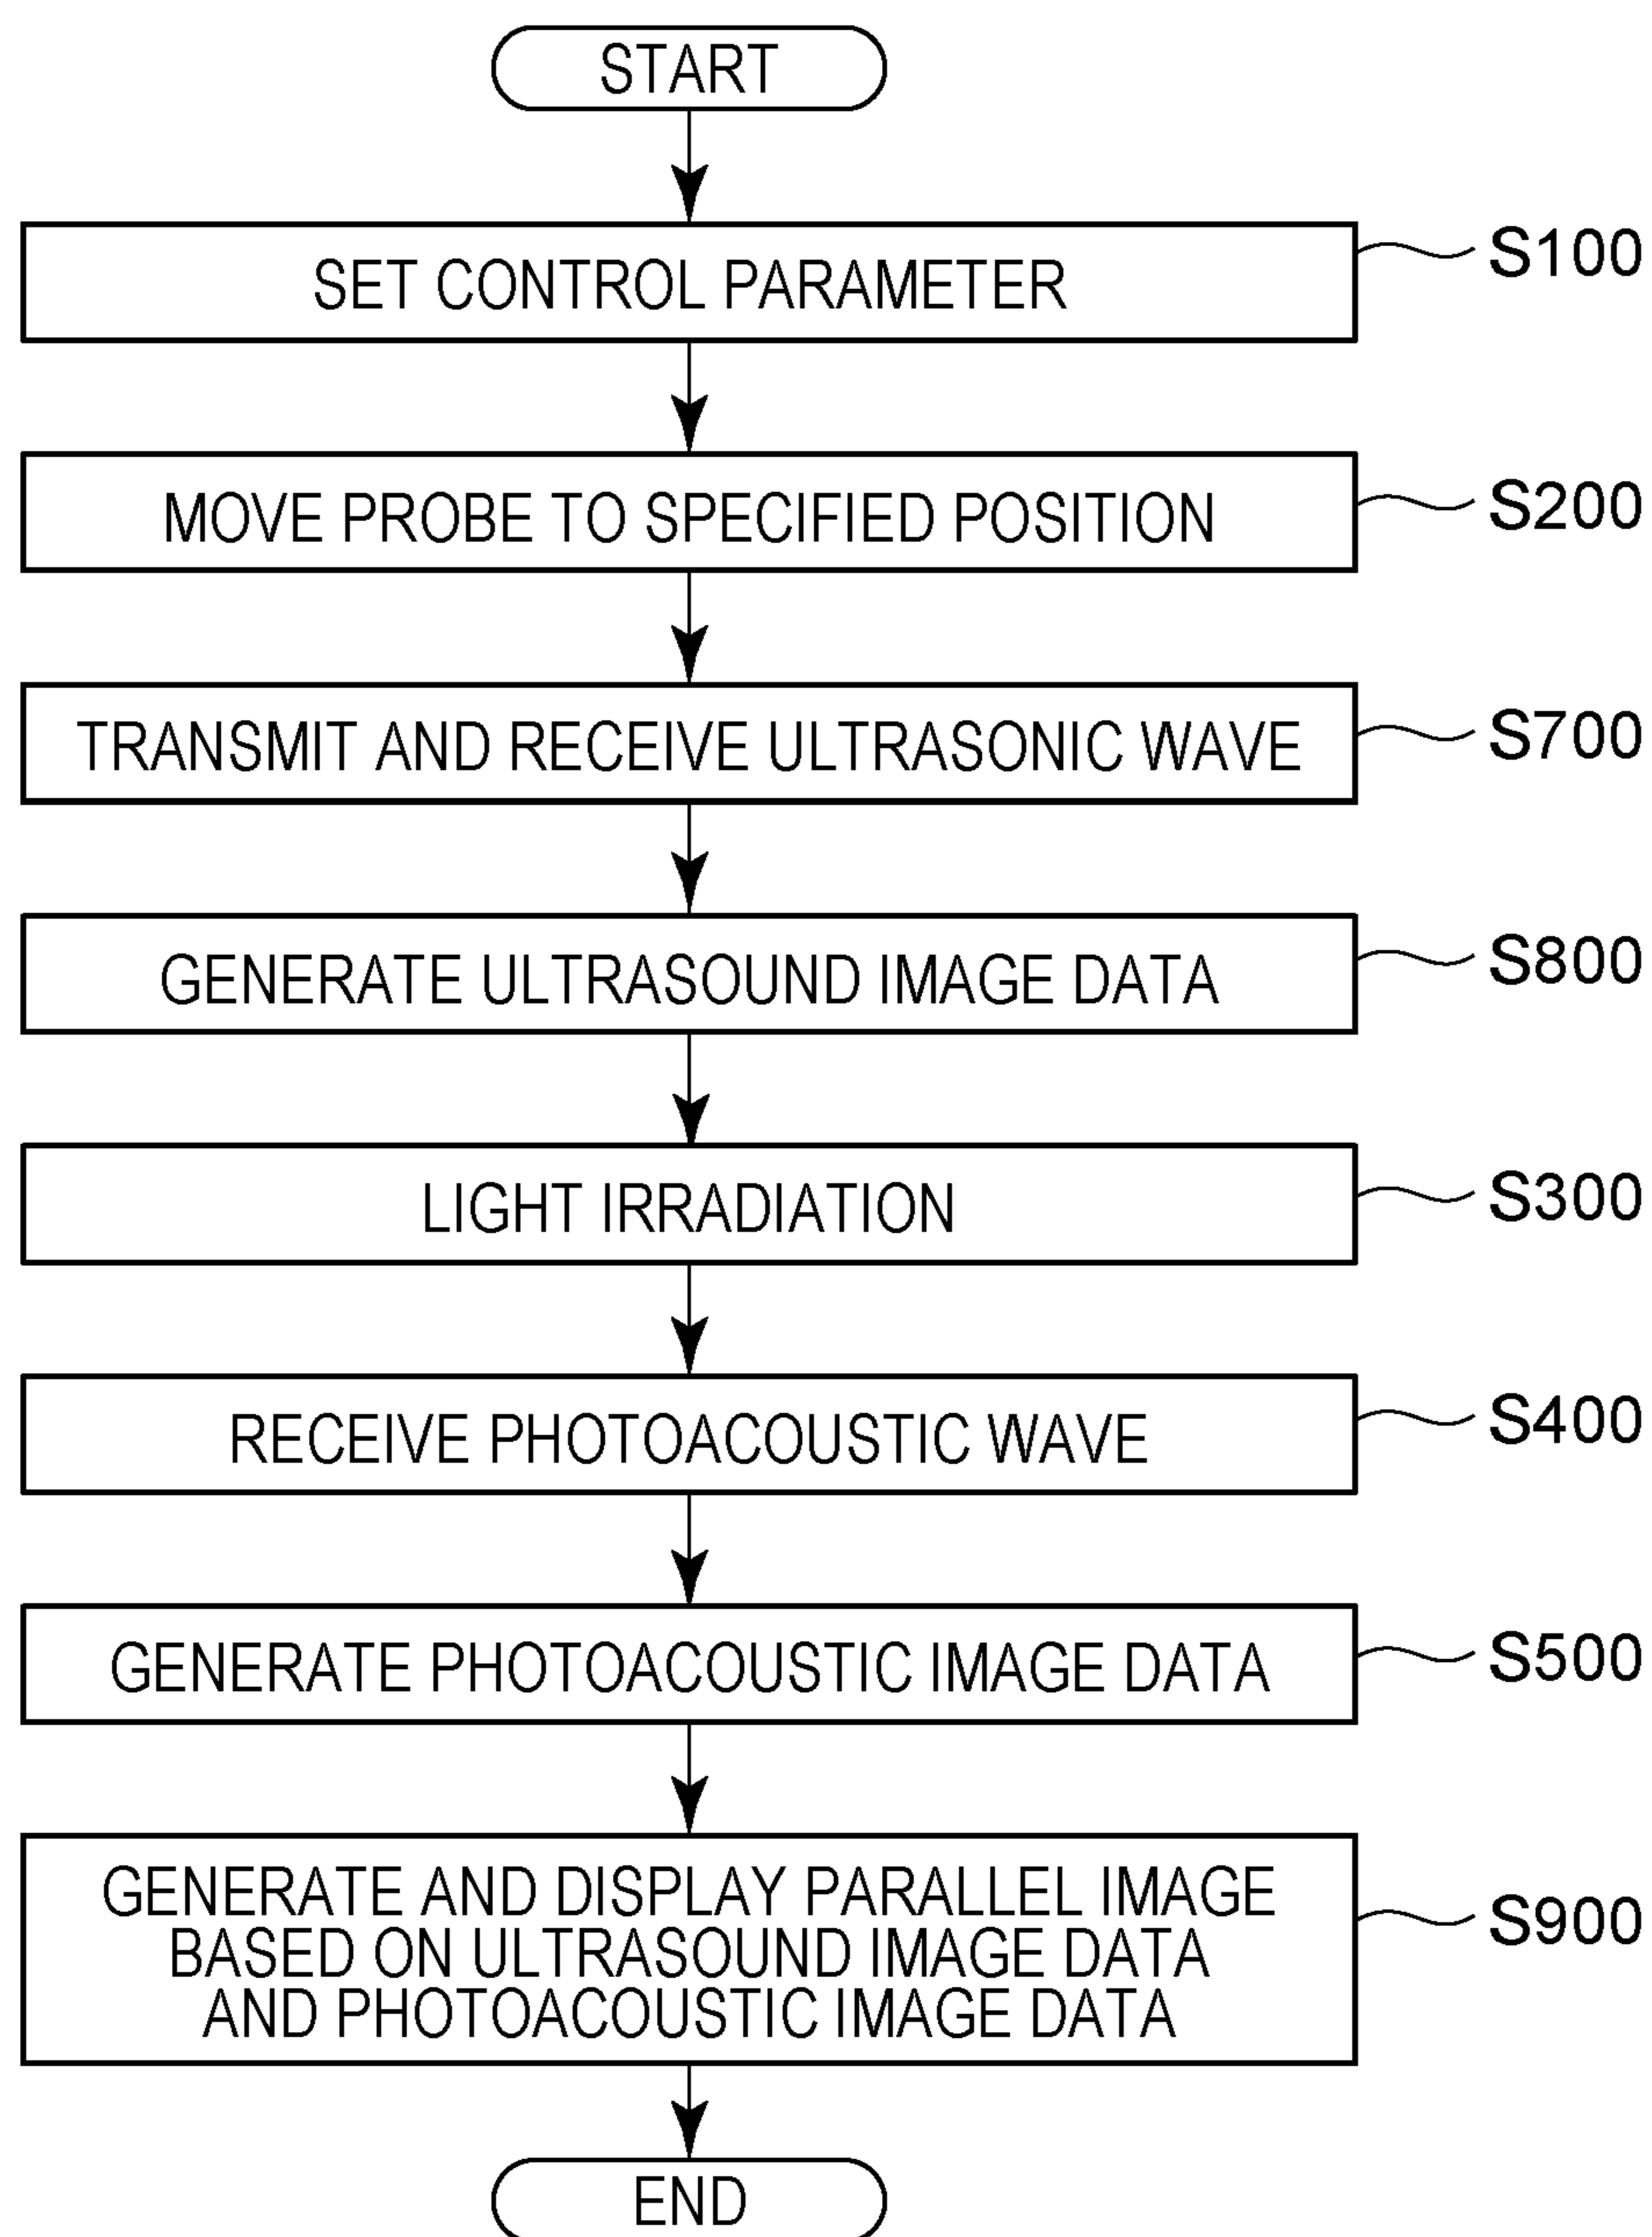 START
SET CONTROL PARAMETER
S100
MOVE PROBE TO SPECIFIED POSITION
S200
TRANSMIT AND RECEIVE ULTRASONIC WAVE
S700
GENERATE ULTRASOUND IMAGE DATA
S800
LIGHT IRRADIATION
S300
RECEIVE PHOTOACOUSTIC WAVE
S400
GENERATE PHOTOACOUSTIC IMAGE DATA
S500
GENERATE AND DISPLAY PARALLEL IMAGE
BASED ON ULTRASOUND IMAGE DATA
AND PHOTOACOUSTIC IMAGE DATA
S900
END